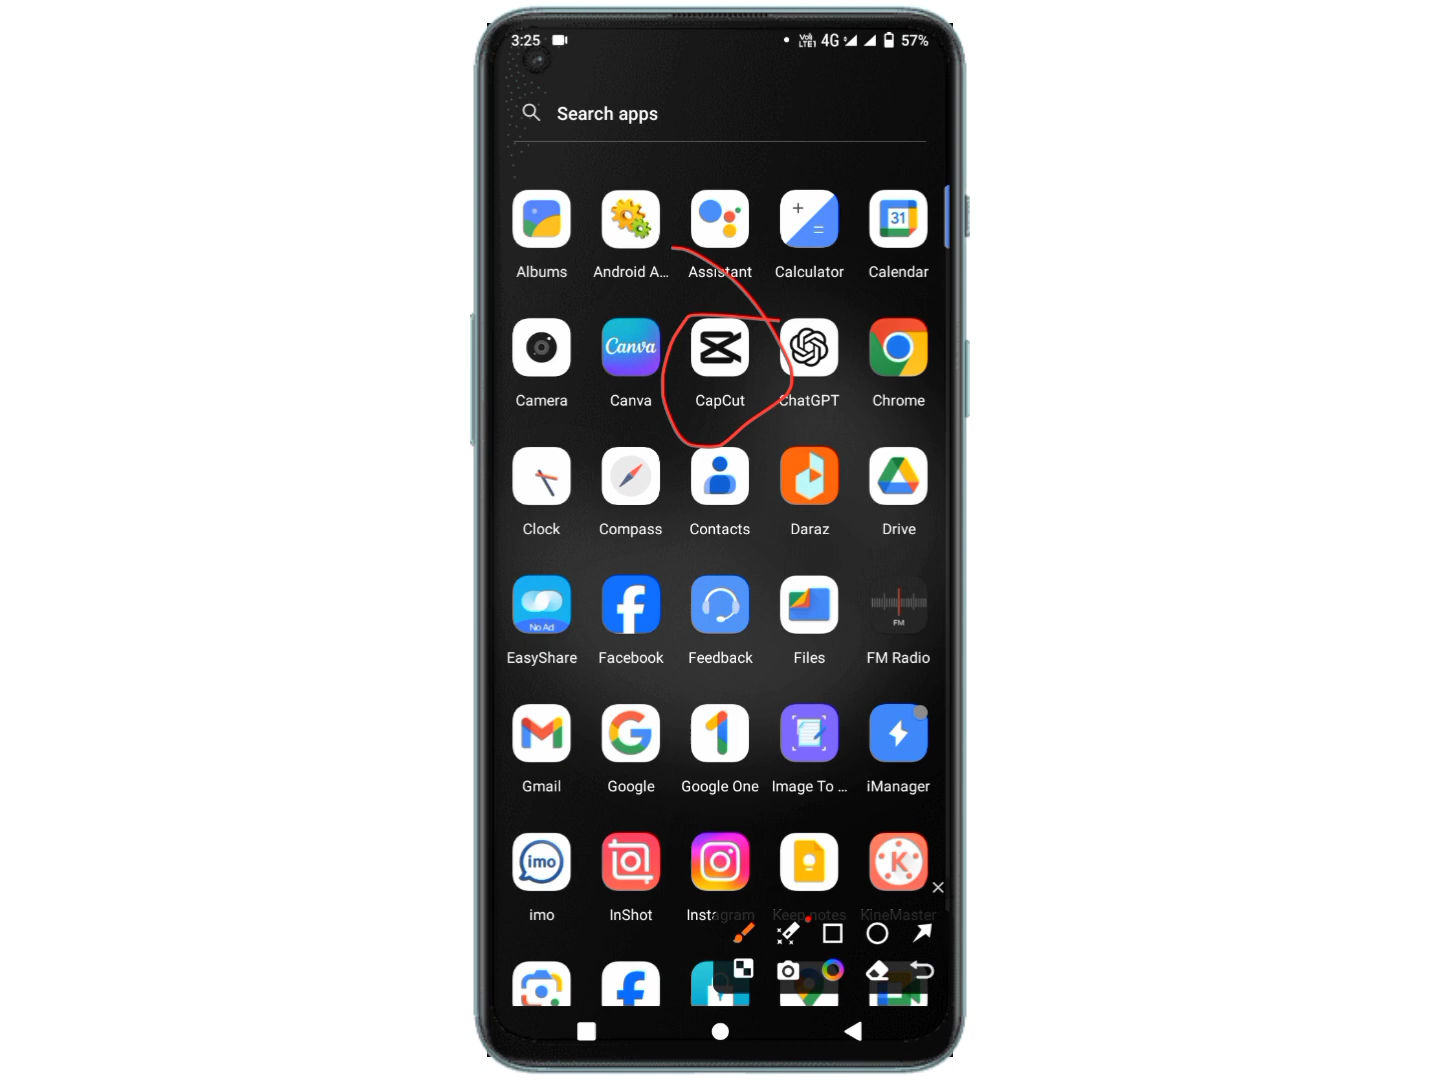 3:25 Vo)) LTE1 4G 57%
Search apps
31
Albums Android A... Assistant Calculator Calendar
Canva
Camera Canva CapCut ChatGPT Chrome
Clock Compass Contacts Daraz Drive
No Ad FM
EasyShare Facebook Feedback Files FM Radio
Gmail Google Google One Image To ... iManager
imo
imo InShot Instagram Keep notes KineMaster